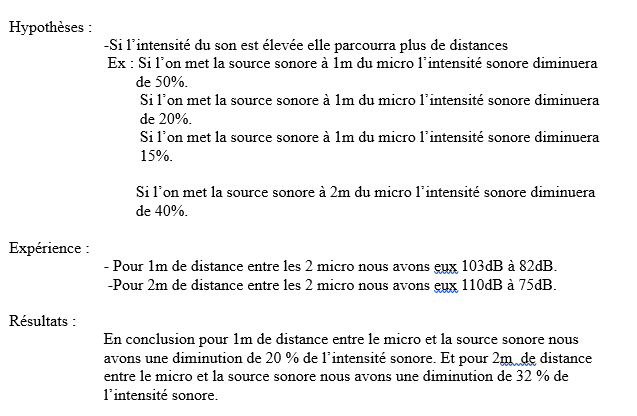 Hypothèses :
-Si l'intensité du son est élevée elle parcourra plus de distances
Ex : Si l'on met la source sonore à 1m du micro l'intensité sonore diminuera
de 50%.
Si l'on met la source sonore à 1m du micro l'intensité sonore diminuera
de 20%.
Si l'on met la source sonore à 1m du micro l'intensité sonore diminuera
15%.
Si l'on met la source sonore à 2m du micro l'intensité sonore diminuera
de 40%.
Expérience :
- Pour 1m de distance entre les 2 micro nous avons eux 103dB à 82dB.
-Pour 2m de distance entre les 2 micro nous avons eux 110dB à 75dB.
Résultats :
En conclusion pour 1m de distance entre le micro et la source sonore nous
avons une diminution de 20 % de l'intensité sonore. Et pour 2m de distance
entre le micro et la source sonore nous avons une diminution de 32 % de
l'intensité sonore.